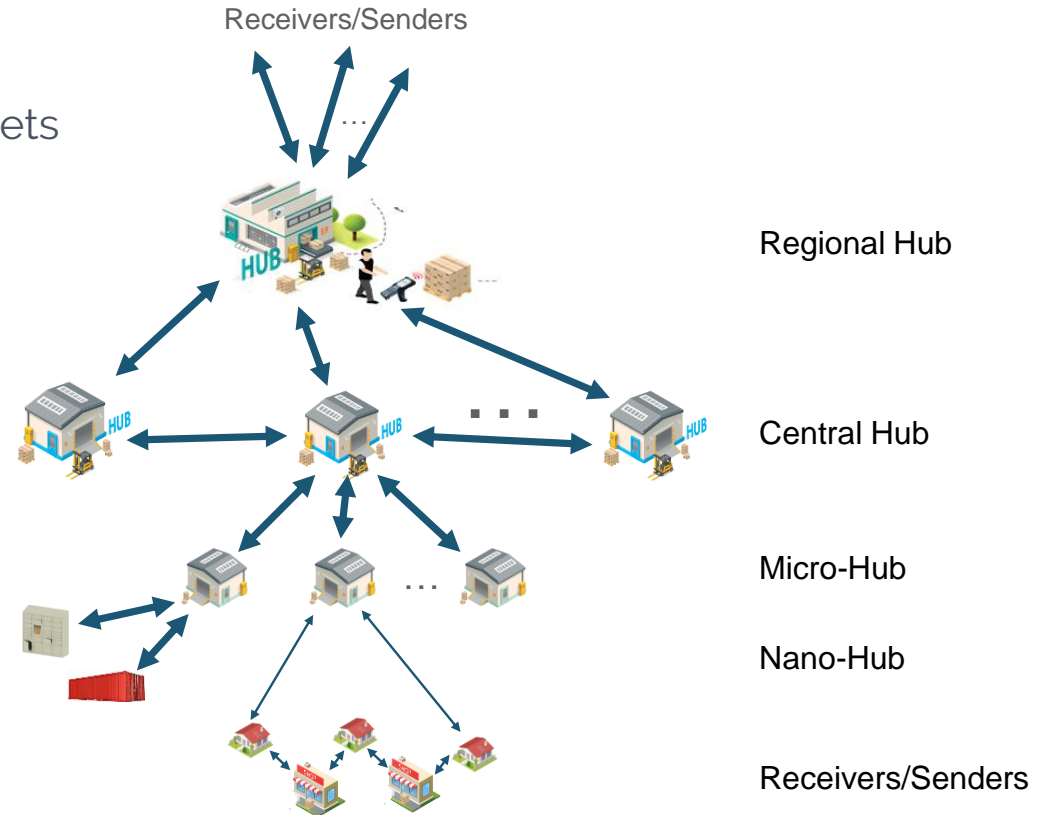 Receivers/Senders
ets
...
HUB
Regional Hub
...
HUB
HUB
HUB
Central Hub
...
Micro-Hub
Nano-Hub
Receivers/Senders